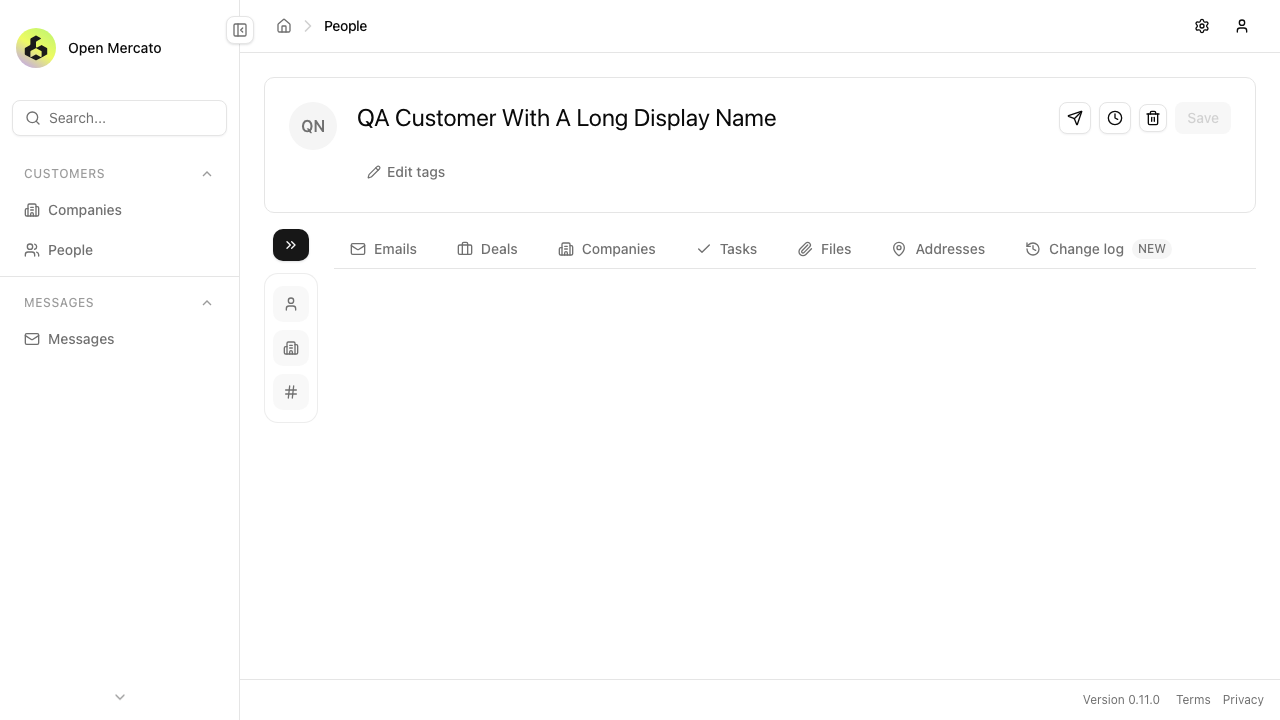 Open Mercato
People
Search...
CUSTOMERS
Companies
People
MESSAGES
Messages
QN
QA Customer With A Long Display Name
Save
Edit tags
Emails
Deals
Companies
Tasks
Files
Addresses
Change log NEW
Version 0.11.0
Terms
Privacy